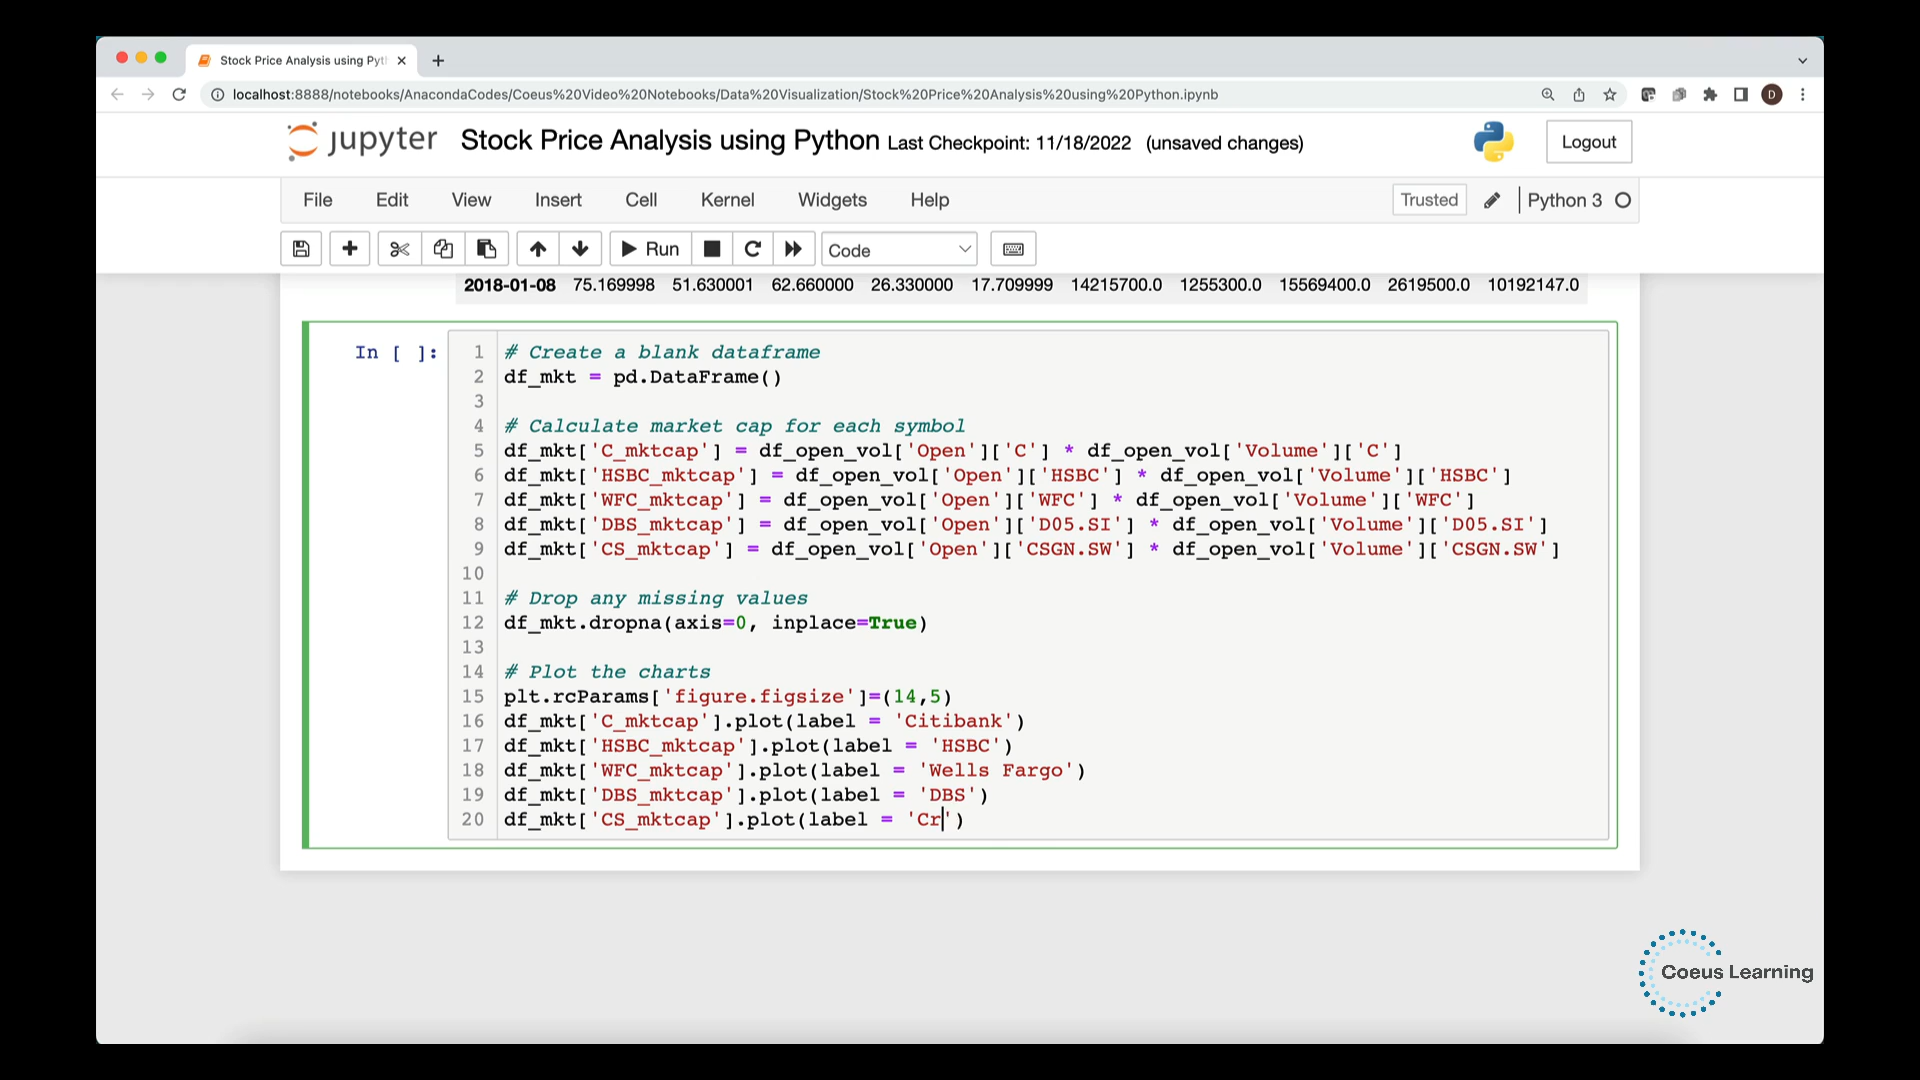 Stock Price Analysis using Pyt
localhost:8888/notebooks/AnacondaCodes/Coeus%20Video%20Notebooks/Data%20Visualization/Stock%20Price%20Analysis%20using%20Python.ipynb
D
jupyter Stock Price Analysis using Python Last Checkpoint: 11/18/2022 (unsaved changes)
Logout
File Edit View Insert Cell Kernel Widgets Help Trusted Python 3
Run Code
2018-01-08 75.169998 51.630001 62.660000 26.330000 17.709999 14215700.0 1255300.0 15569400.0 2619500.0 10192147.0
In [ ]:
1 # Create a blank dataframe
2 df_mkt = pd.DataFrame()
3
4 # Calculate market cap for each symbol
5 df_mkt['C_mktcap'] = df_open_vol['Open']['C'] * df_open_vol['Volume']['C']
6 df_mkt['HSBC_mktcap'] = df_open_vol['Open']['HSBC'] * df_open_vol['Volume']['HSBC']
7 df_mkt['WFC_mktcap'] = df_open_vol['Open']['WFC'] * df_open_vol['Volume']['WFC']
8 df_mkt['DBS_mktcap'] = df_open_vol['Open']['D05.SI'] * df_open_vol['Volume']['D05.SI']
9 df_mkt['CS_mktcap'] = df_open_vol['Open']['CSGN.SW'] * df_open_vol['Volume']['CSGN.SW']
10
11 # Drop any missing values
12 df_mkt.dropna(axis=0, inplace=True)
13
14 # Plot the charts
15 plt.rcParams['figure.figsize']=(14,5)
16 df_mkt['C_mktcap'].plot(label = 'Citibank')
17 df_mkt['HSBC_mktcap'].plot(label = 'HSBC')
18 df_mkt['WFC_mktcap'].plot(label = 'Wells Fargo')
19 df_mkt['DBS_mktcap'].plot(label = 'DBS')
20 df_mkt['CS_mktcap'].plot(label = 'Cr')
Coeus Learning